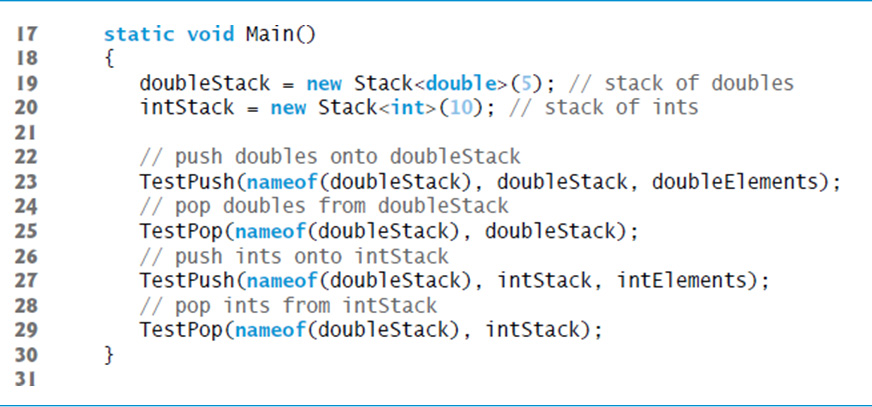 17 static void Main()
18 {
19 doubleStack = new Stack<double>(5); // stack of doubles
20 intStack = new Stack<int>(10); // stack of ints
21
22 // push doubles onto doubleStack
23 TestPush(nameof(doubleStack), doubleStack, doubleElements);
24 // pop doubles from doubleStack
25 TestPop(nameof(doubleStack), doubleStack);
26 // push ints onto intStack
27 TestPush(nameof(doubleStack), intStack, intElements);
28 // pop ints from intStack
29 TestPop(nameof(doubleStack), intStack);
30 }
31